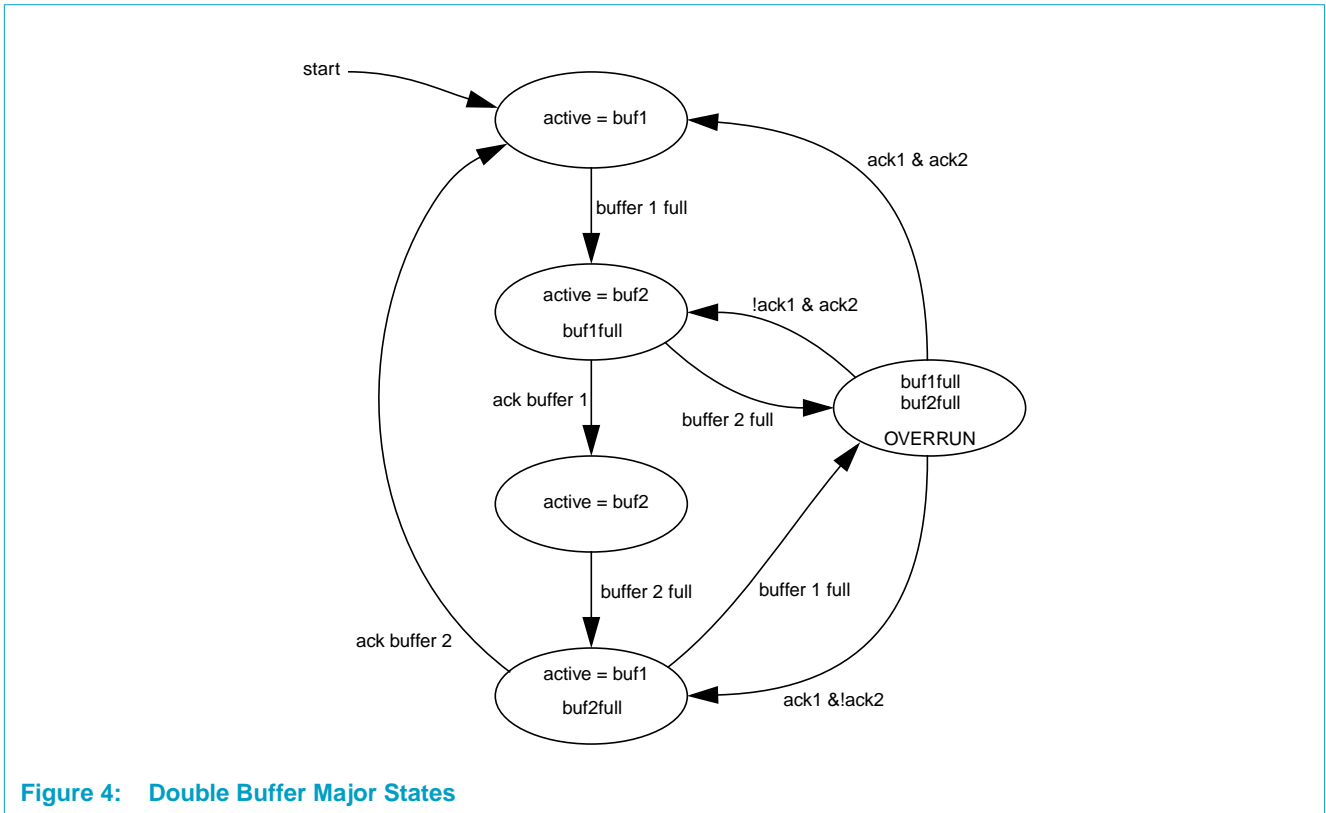 start
active = buf1
ack1 & ack2
buffer 1 full
active = buf2
buf1full
!ack1 & ack2
buf1full
buf2full
OVERRUN
ack buffer 1
buffer 2 full
active = buf2
buffer 2 full
buffer 1 full
ack buffer 2
active = buf1
buf2full
ack1 &!ack2
Figure 4: Double Buffer Major States